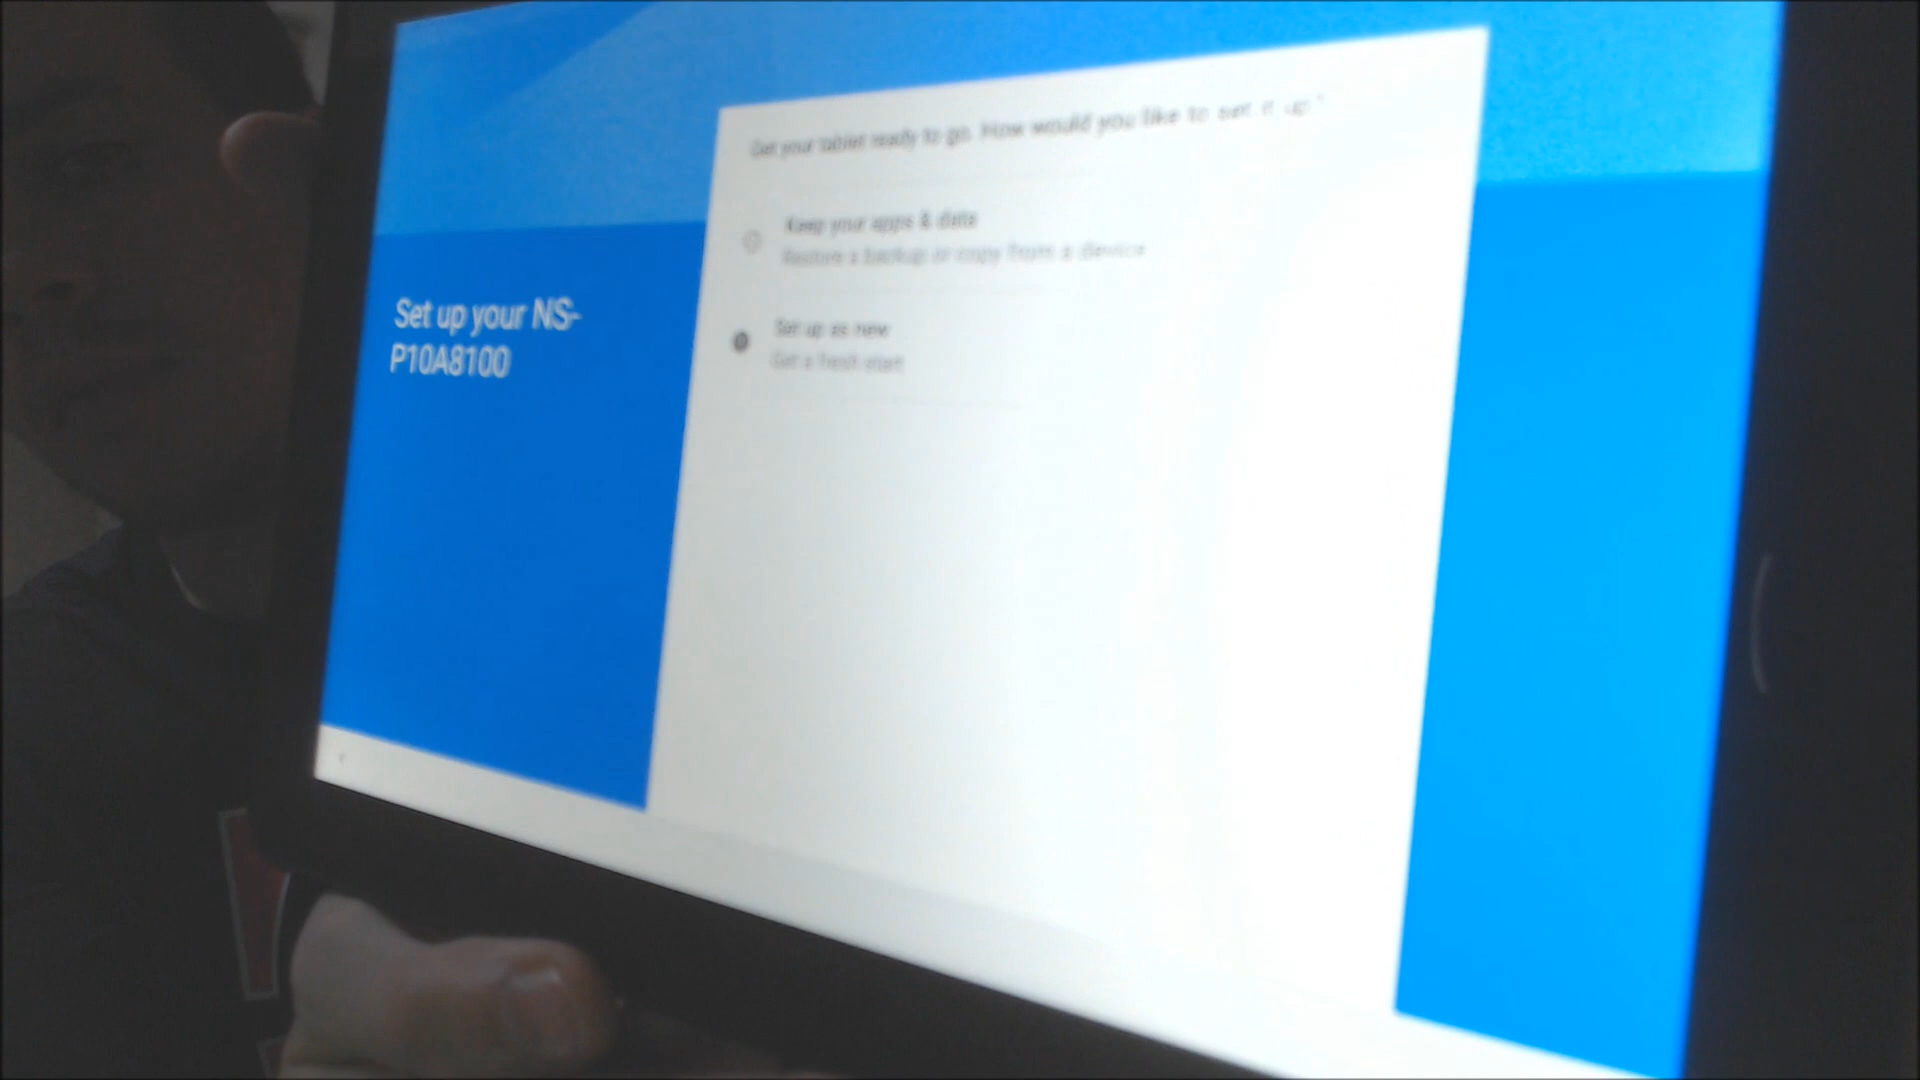 Set up your NS-
P10A8100
Get your tablet ready to go. How would you like to set it up?
Keep your apps & data
Restore a backup or copy from a device
Set up as new
Get a fresh start